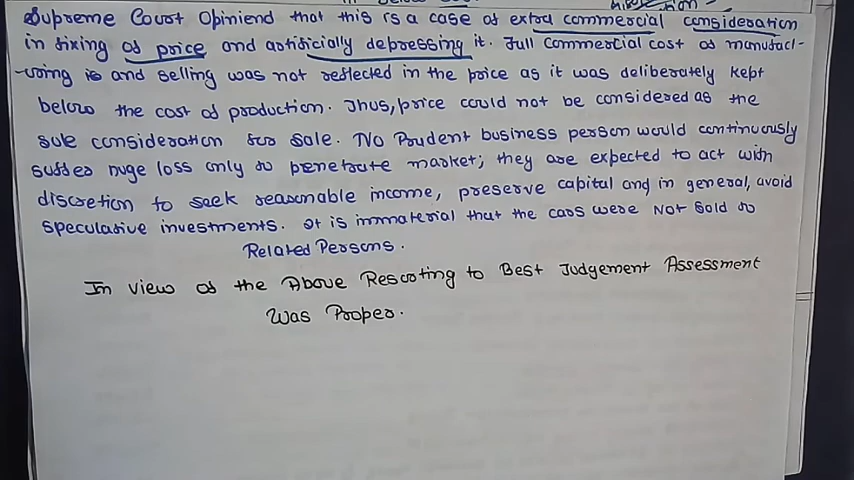 Supreme Court Opiniend that this is a case of extra commercial consideration
in fixing of price and artificially depressing it. Full commercial cost of manufact-
-uring is and selling was not reflected in the price as it was deliberately kept
below the cost of production. Thus, price could not be considered as the
sule consideration for sale. No Prudent business person would continuously
suffer huge loss only to penetrate market; they are expected to act with
discretion to seek reasonable income, preserve capital and in general, avoid
speculative investments. It is immaterial that the cars were Not Sold to
Related Persons.
In view of the Above Resorting to Best Judgement Assessment
Was Proper.